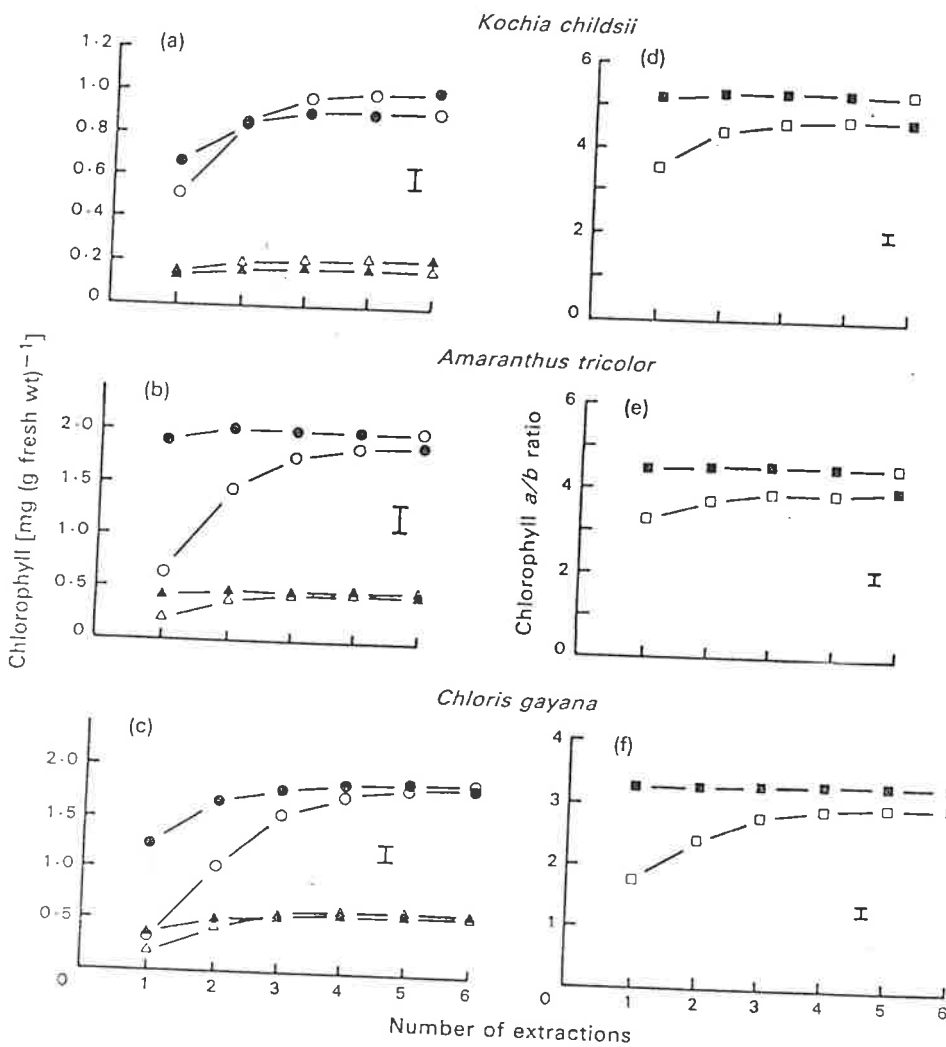 Kochia childsii
(a)
1·2
1·0
0·8
0·6
0·4
0·2
0
(d)
6
4
2
0
Amaranthus tricolor
(b)
2·0
1·5
1·0
0·5
0
(e)
6
4
2
0
Chloris gayana
(c)
2·0
1·5
1·0
0·5
0
1 2 3 4 5 6
(f)
4
3
2
1
0
1 2 3 4 5 6
Chlorophyll [mg (g fresh wt)⁻¹
Chlorophyll a/b ratio
Number of extractions